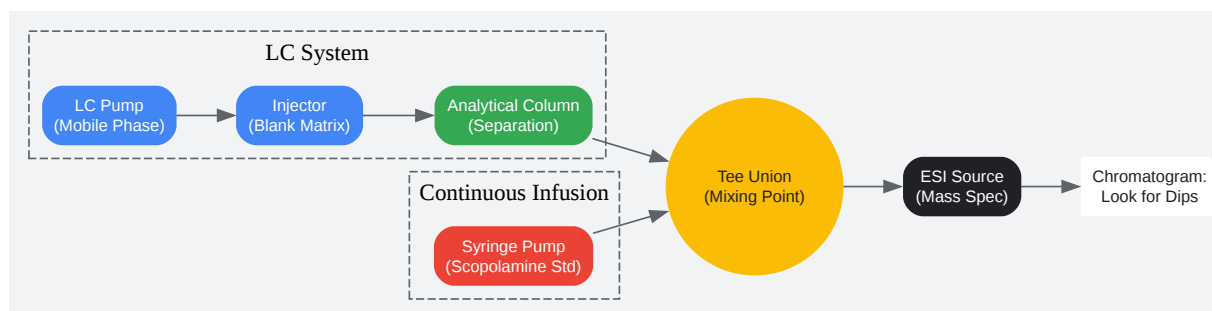 LC System
LC Pump
(Mobile Phase)
Injector
(Blank Matrix)
Analytical Column
(Separation)
Continuous Infusion
Syringe Pump
(Scopolamine Std)
Tee Union
(Mixing Point)
ESI Source
(Mass Spec)
Chromatogram:
Look for Dips